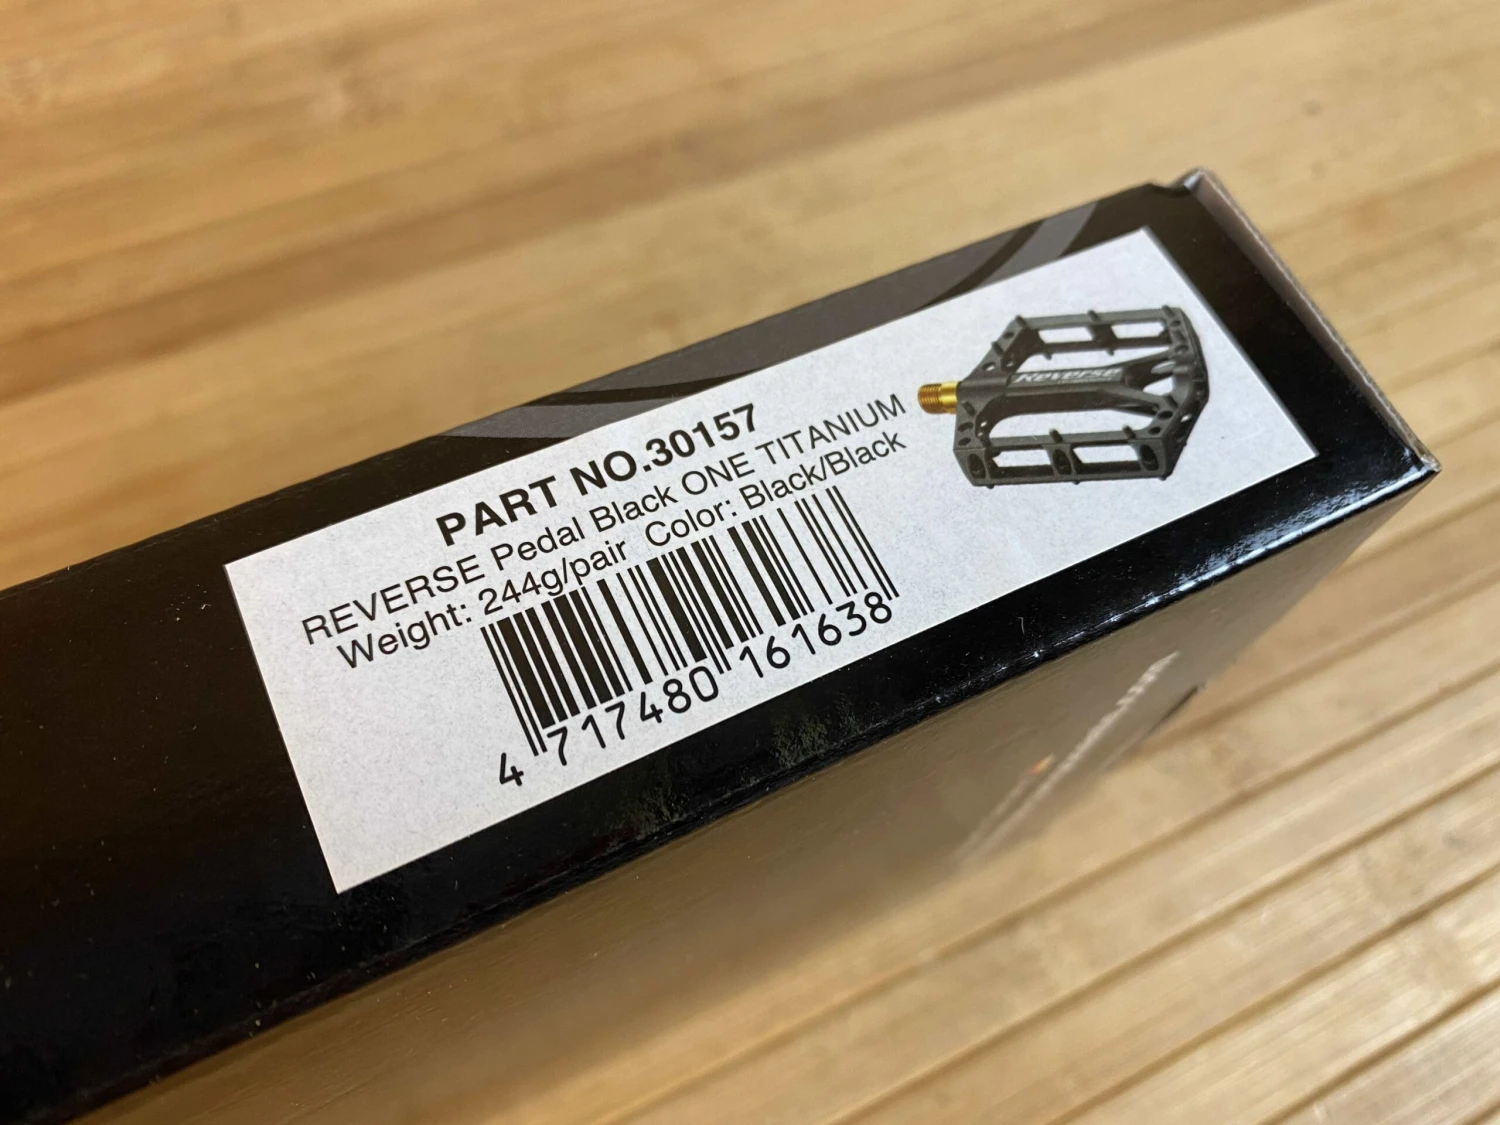 PART NO.30157
REVERSE Pedal Black ONE TITANIUM
Weight: 244g/pair Color: Black/Black
4 717480 161638
Reverse